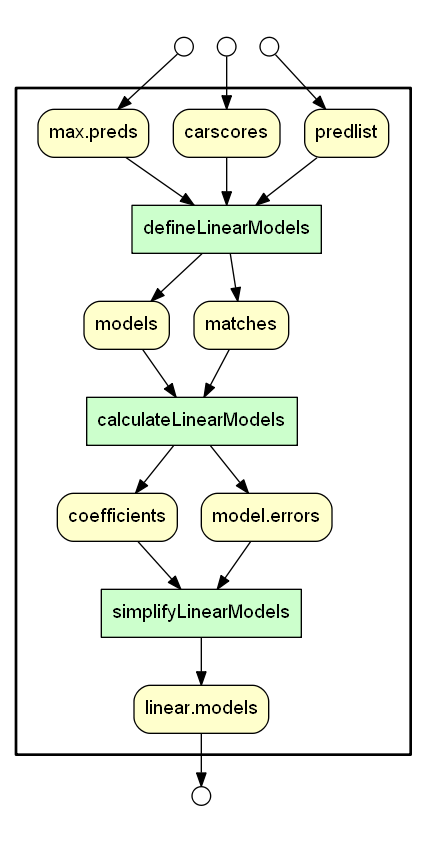 max.preds
carscores
predlist
defineLinearModels
models
matches
calculateLinearModels
coefficients
model.errors
simplifyLinearModels
linear.models